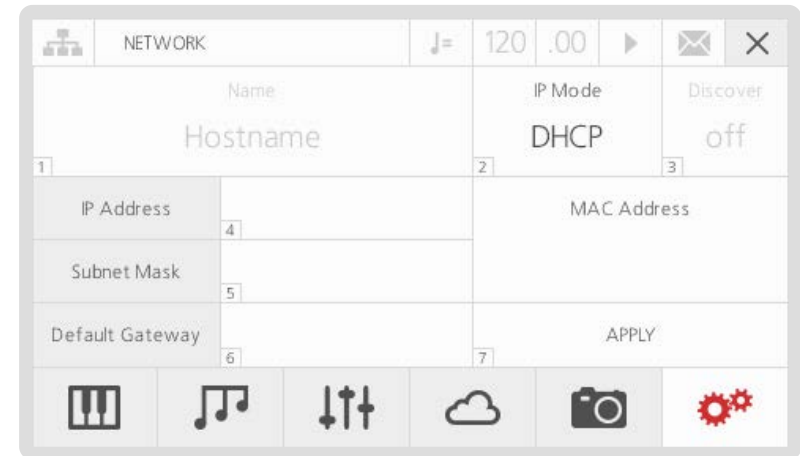 NETWORK ♩= 120 .00
Name IP Mode Discover
Hostname DHCP off
1 2 3
IP Address MAC Address
4
Subnet Mask
5
Default Gateway APPLY
6 7